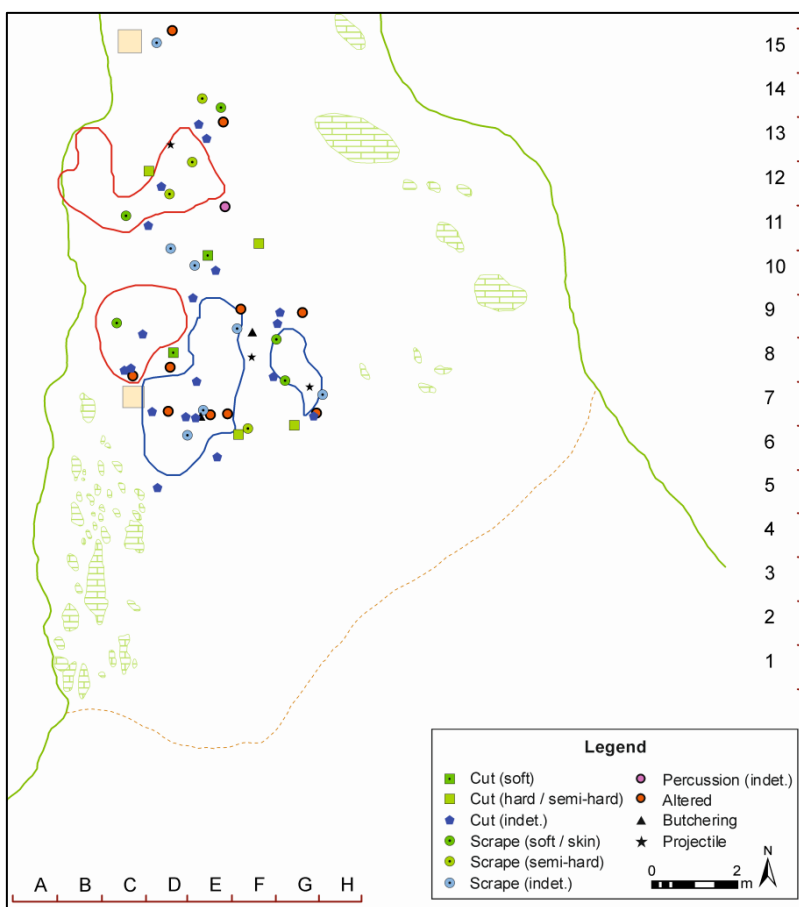 15
14
13
12
11
10
9
8
7
6
5
4
3
2
1
Legend
Cut (soft)
Cut (hard / semi-hard)
Cut (indet.)
Scrape (soft / skin)
Scrape (semi-hard)
Scrape (indet.)
Percussion (indet.)
Altered
Butchering
Projectile
N
0 2
m
A B C D E F G H